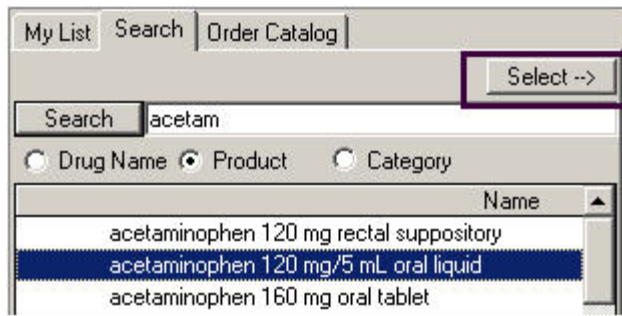 My List Search Order Catalog
Select -->
Search acetam
Drug Name Product Category
Name
acetaminophen 120 mg rectal suppository
acetaminophen 120 mg/5 mL oral liquid
acetaminophen 160 mg oral tablet